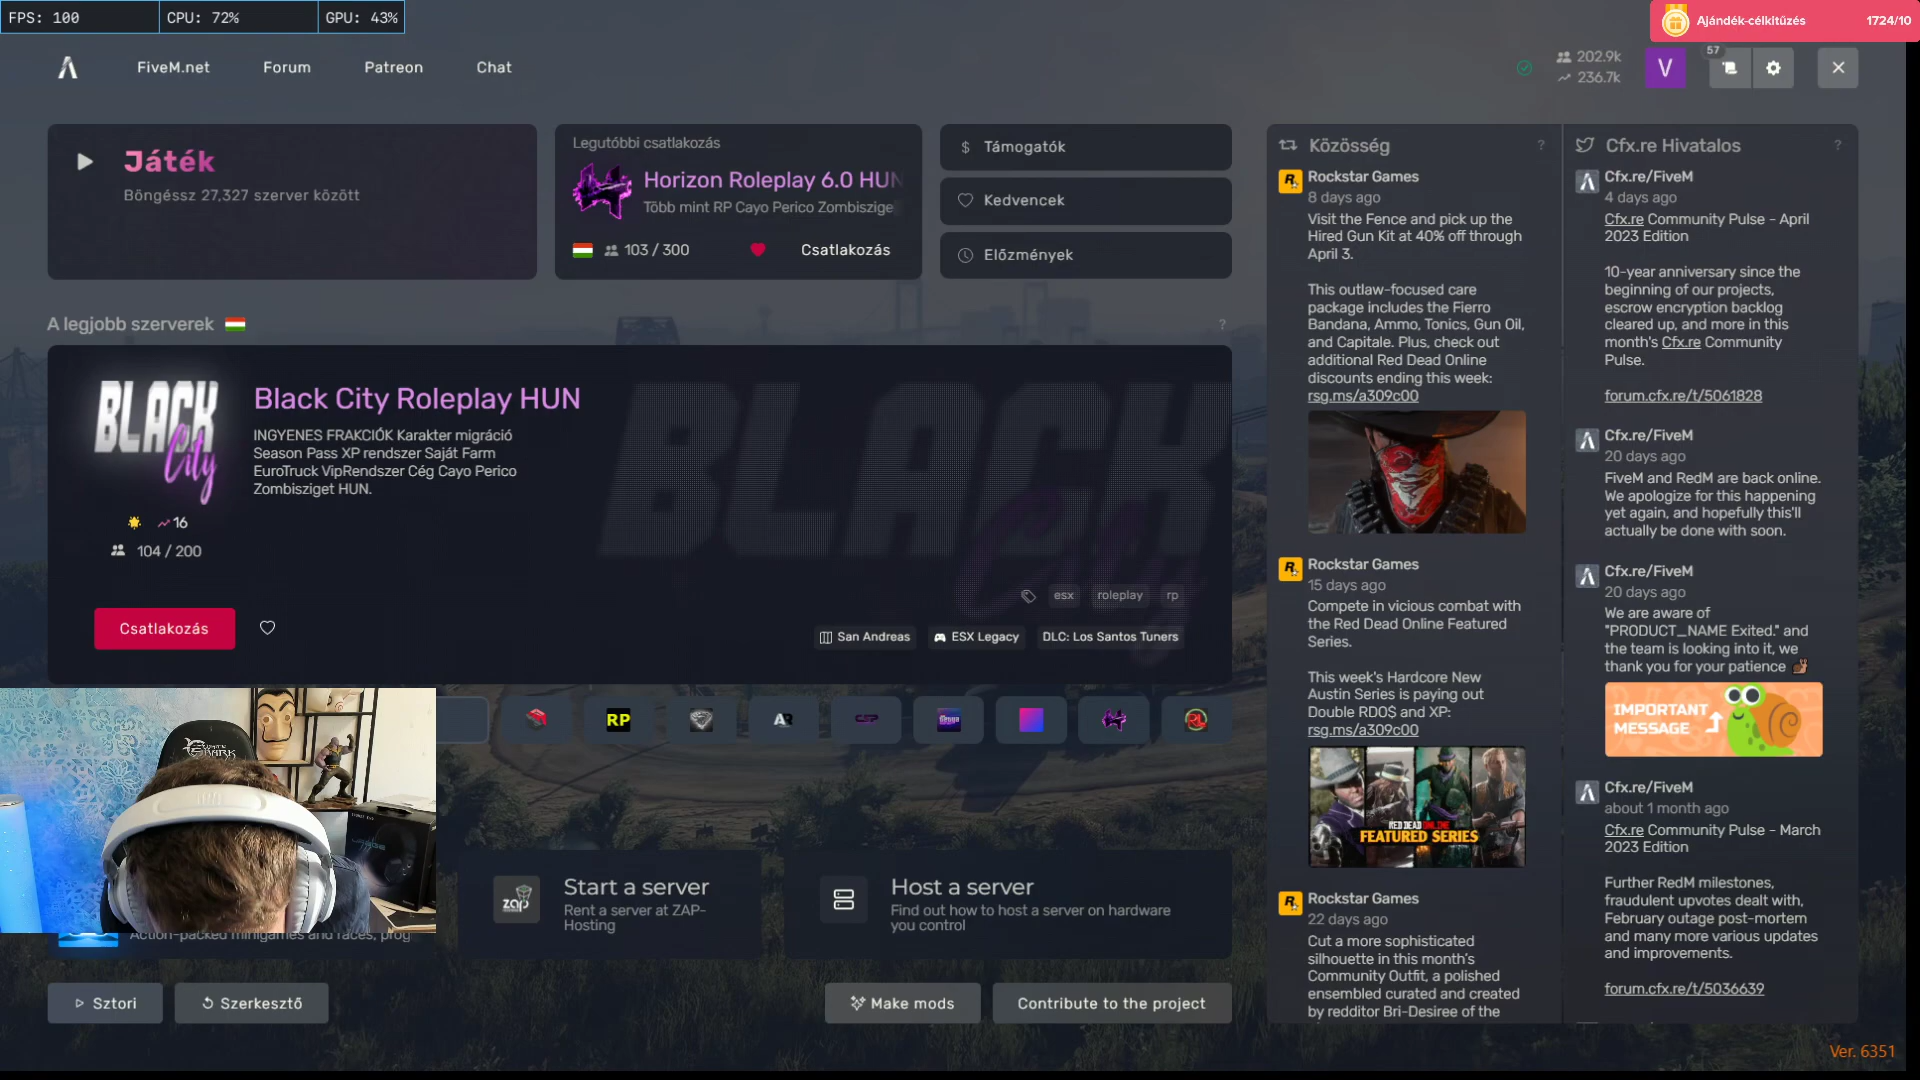 FPS: 100
CPU: 72%
GPU: 43%
Ajándék-célkitűzés
1724/10
FiveM.net
Forum
Patreon
Chat
202.9k
236.7k
V
57
Játék
Böngéssz 27,327 szerver között
Legutóbbi csatlakozás
Horizon Roleplay 6.0 HUN
Több mint RP Cayo Perico Zombiszige
103 / 300
Csatlakozás
$ Támogatók
Kedvencek
Előzmények
A legjobb szerverek
?
BLACK
City
Black City Roleplay HUN
INGYENES FRAKCIÓK Karakter migráció
Season Pass XP rendszer Saját Farm
EuroTruck VipRendszer Cég Cayo Perico
Zombisziget HUN.
16
104 / 200
BLACK
City
esx
roleplay
rp
Csatlakozás
San Andreas
ESX Legacy
DLC: Los Santos Tuners
RP
Start a server
Rent a server at ZAP-
Hosting
zap
Host a server
Find out how to host a server on hardware
you control
Action-packed minigames and races, prog
Sztori
Szerkesztő
Make mods
Contribute to the project
Közösség
?
Rockstar Games
8 days ago
Visit the Fence and pick up the
Hired Gun Kit at 40% off through
April 3.
This outlaw-focused care
package includes the Fierro
Bandana, Ammo, Tonics, Gun Oil,
and Capitale. Plus, check out
additional Red Dead Online
discounts ending this week:
rsg.ms/a309c00
Rockstar Games
15 days ago
Compete in vicious combat with
the Red Dead Online Featured
Series.
This week's Hardcore New
Austin Series is paying out
Double RDO$ and XP:
rsg.ms/a309c00
RED DEAD ONLINE
FEATURED SERIES
Rockstar Games
22 days ago
Cut a more sophisticated
silhouette in this month's
Community Outfit, a polished
ensembled curated and created
by redditor Bri-Desiree of the
Cfx.re Hivatalos
?
Cfx.re/FiveM
4 days ago
Cfx.re Community Pulse – April
2023 Edition
10-year anniversary since the
beginning of our projects,
escrow encryption backlog
cleared up, and more in this
month's Cfx.re Community
Pulse.
forum.cfx.re/t/5061828
Cfx.re/FiveM
20 days ago
FiveM and RedM are back online.
We apologize for this happening
yet again, and hopefully this'll
actually be done with soon.
Cfx.re/FiveM
20 days ago
We are aware of
"PRODUCT_NAME Exited." and
the team is looking into it, we
thank you for your patience
IMPORTANT
MESSAGE
Cfx.re/FiveM
about 1 month ago
Cfx.re Community Pulse – March
2023 Edition
Further RedM milestones,
fraudulent upvotes dealt with,
February outage post-mortem
and many more various updates
and improvements.
forum.cfx.re/t/5036639
Ver. 6351